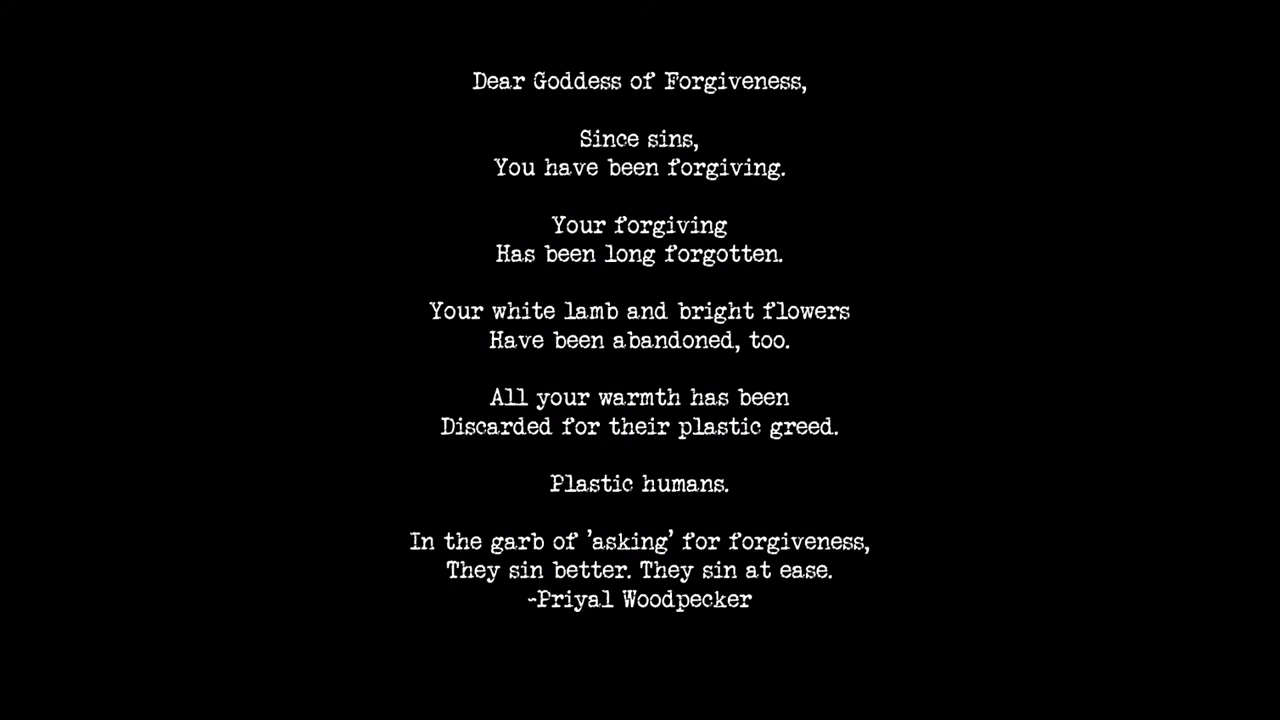 Dear Goddess of Forgiveness,
Since sins,
You have been forgiving.
Your forgiving
Has been long forgotten.
Your white lamb and bright flowers
Have been abandoned, too.
All your warmth has been
Discarded for their plastic greed.
Plastic humans.
In the garb of 'asking' for forgiveness,
They sin better. They sin at ease.
~Priyal Woodpecker